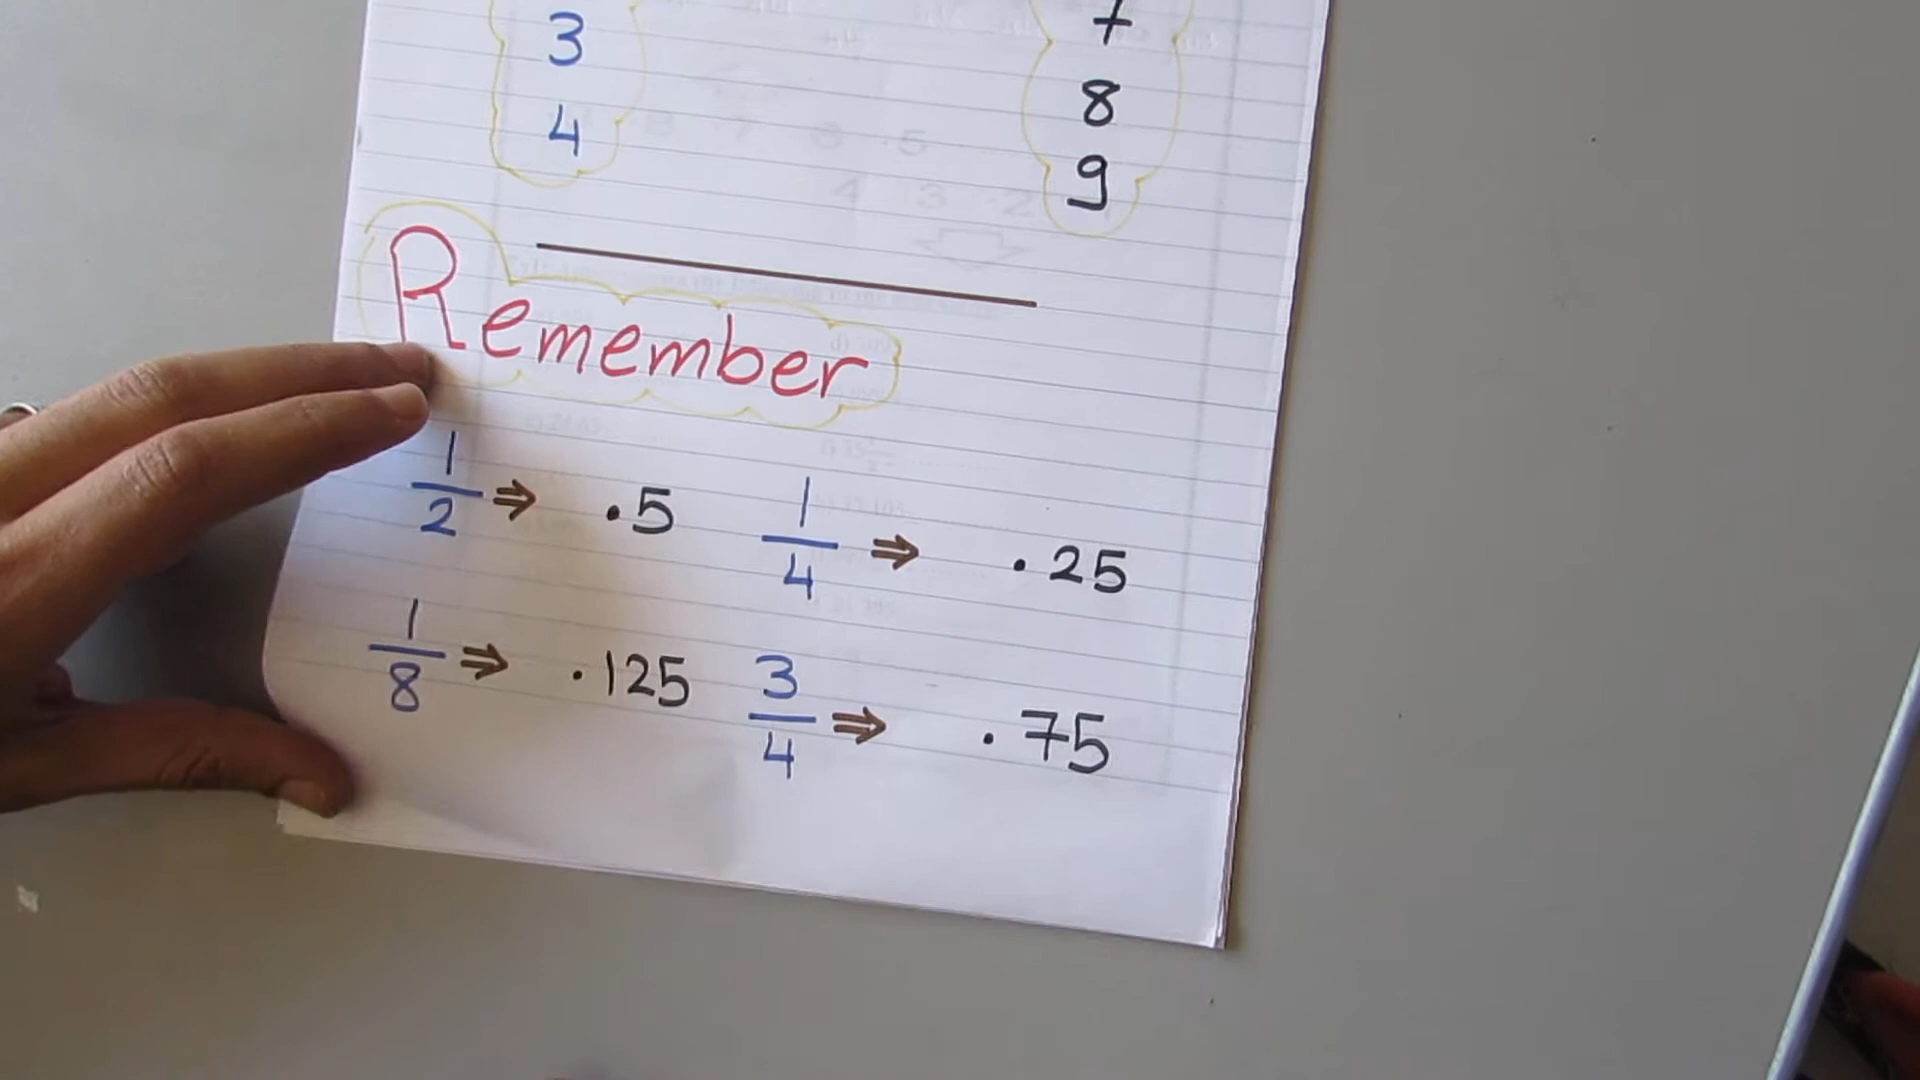 3 7
4 8
9
Remember
1/2 ⇒ .5 1/4 ⇒ .25
1/8 ⇒ .125 3/4 ⇒ .75